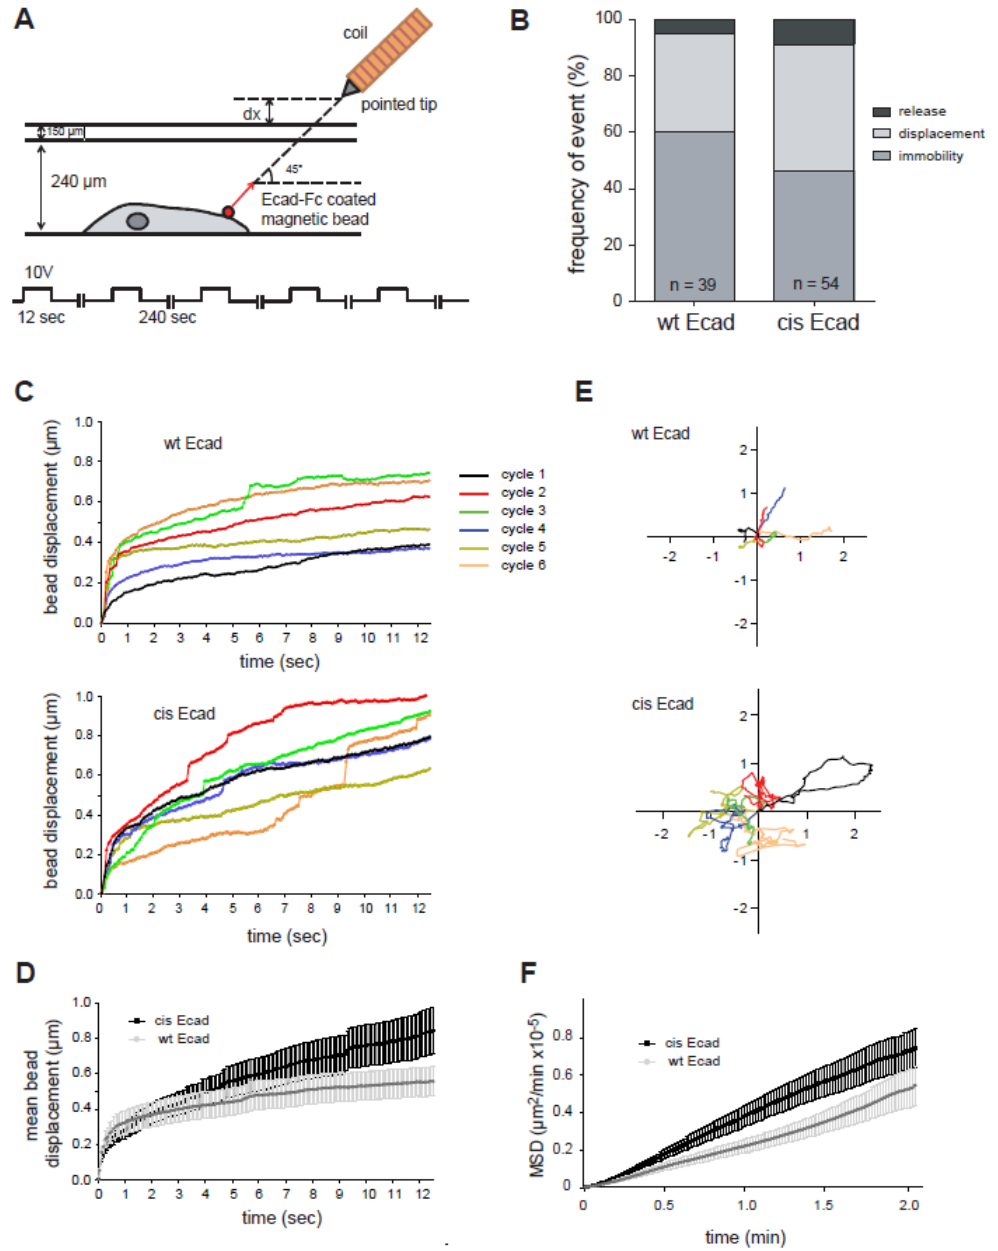 A
coil
pointed tip
dx
150 µm
240 µm
45°
Ecad-Fc coated
magnetic bead
10V
12 sec
240 sec
B
frequency of event (%)
100
80
60
40
20
0
n = 39
n = 54
wt Ecad
cis Ecad
release
displacement
immobility
C
wt Ecad
bead displacement (µm)
1.0
0.8
0.6
0.4
0.2
0.0
0 1 2 3 4 5 6 7 8 9 10 11 12
time (sec)
cycle 1
cycle 2
cycle 3
cycle 4
cycle 5
cycle 6
cis Ecad
bead displacement (µm)
1.0
0.8
0.6
0.4
0.2
0.0
0 1 2 3 4 5 6 7 8 9 10 11 12
time (sec)
E
wt Ecad
2
1
-2 -1 1 2
-1
-2
cis Ecad
2
1
-2 -1 1 2
-1
-2
D
mean bead
displacement (µm)
1.0
0.8
0.6
0.4
0.2
0.0
cis Ecad
wt Ecad
0 1 2 3 4 5 6 7 8 9 10 11 12
time (sec)
F
MSD (µm²/min x10⁻⁵)
0.8
0.6
0.4
0.2
0
cis Ecad
wt Ecad
0 0.5 1.0 1.5 2.0
time (min)